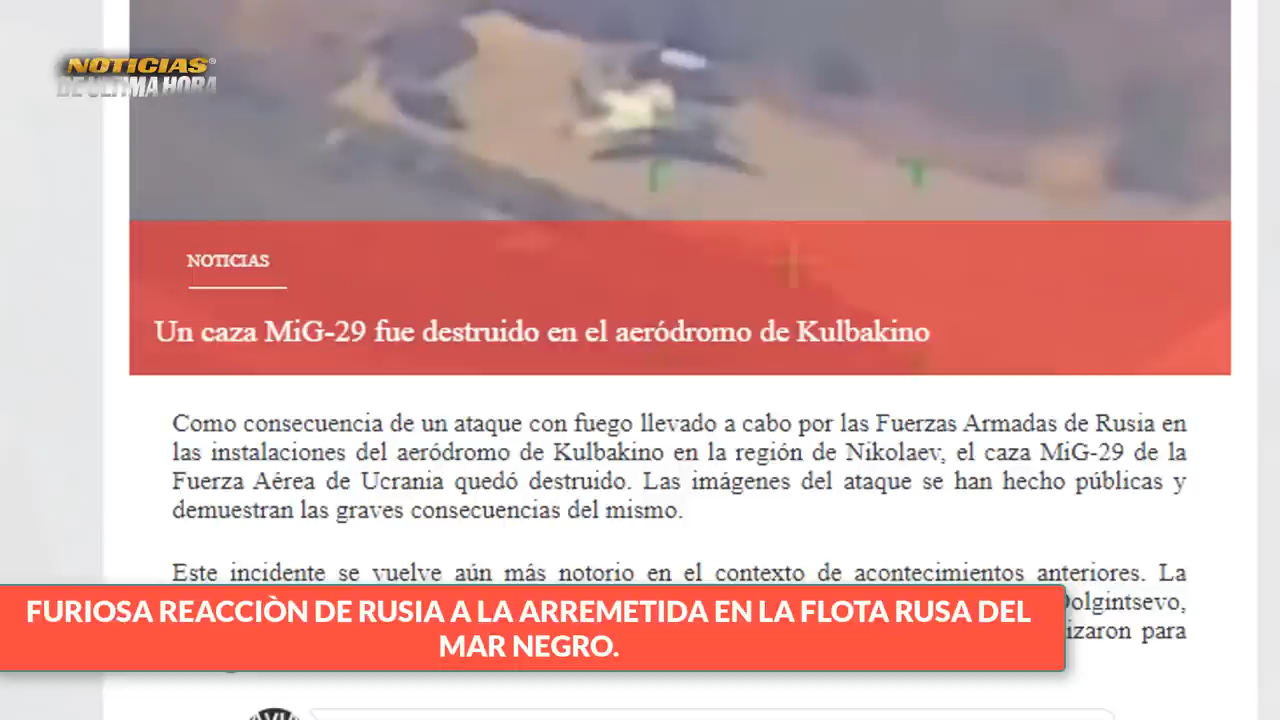 NOTICIAS
DE ULTIMA HORA
NOTICIAS
Un caza MiG-29 fue destruido en el aeródromo de Kulbakino
Como consecuencia de un ataque con fuego llevado a cabo por las Fuerzas Armadas de Rusia en
las instalaciones del aeródromo de Kulbakino en la región de Nikolaev, el caza MiG-29 de la
Fuerza Aérea de Ucrania quedó destruido. Las imágenes del ataque se han hecho públicas y
demuestran las graves consecuencias del mismo.
Este incidente se vuelve aún más notorio en el contexto de acontecimientos anteriores. La
Dolgintsevo,
para
FURIOSA REACCIÒN DE RUSIA A LA ARREMETIDA EN LA FLOTA RUSA DEL
MAR NEGRO.